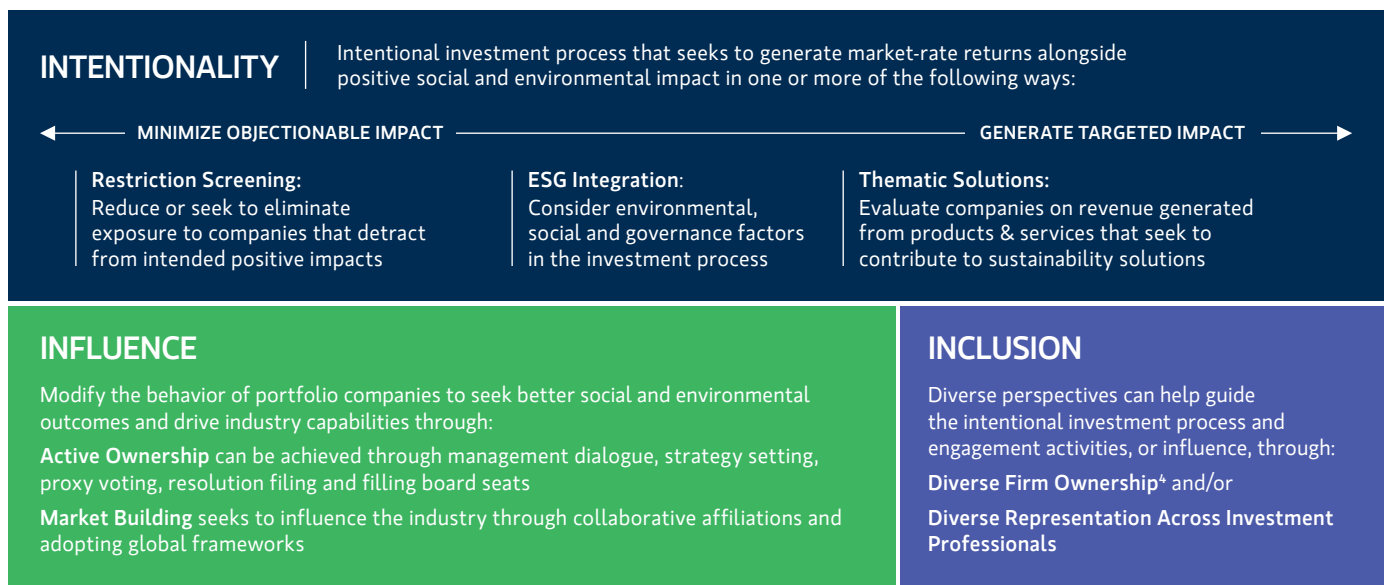 INTENTIONALITY
Intentional investment process that seeks to generate market-rate returns alongside
positive social and environmental impact in one or more of the following ways:
MINIMIZE OBJECTIONABLE IMPACT
GENERATE TARGETED IMPACT
Restriction Screening:
Reduce or seek to eliminate
exposure to companies that detract
from intended positive impacts
ESG Integration:
Consider environmental,
social and governance factors
in the investment process
Thematic Solutions:
Evaluate companies on revenue generated
from products & services that seek to
contribute to sustainability solutions
INFLUENCE
Modify the behavior of portfolio companies to seek better social and environmental
outcomes and drive industry capabilities through:
Active Ownership can be achieved through management dialogue, strategy setting,
proxy voting, resolution filing and filling board seats
Market Building seeks to influence the industry through collaborative affiliations and
adopting global frameworks
INCLUSION
Diverse perspectives can help guide
the intentional investment process and
engagement activities, or influence, through:
Diverse Firm Ownership⁴ and/or
Diverse Representation Across Investment
Professionals